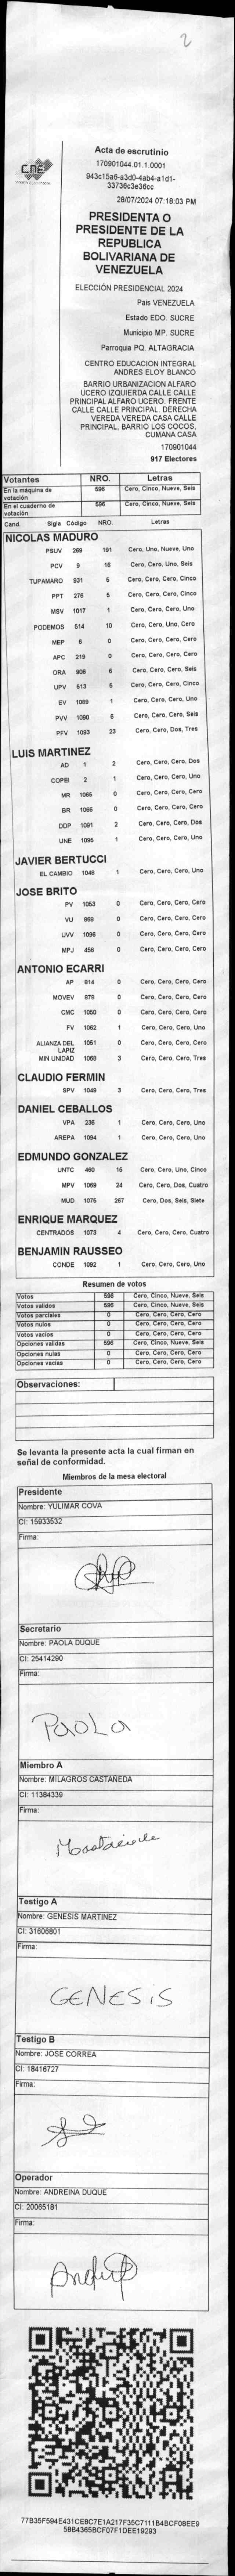 2
CNE
Acta de escrutinio
170901044.01.1.0001
943c15a6-a3d0-4ab4-a1d1-
33736c3e36cc
28/07/2024 07:18:03 PM
PRESIDENTA O
PRESIDENTE DE LA
REPUBLICA
BOLIVARIANA DE
VENEZUELA
ELECCIÓN PRESIDENCIAL 2024
Pais VENEZUELA
Estado EDO. SUCRE
Municipio MP. SUCRE
Parroquia PQ. ALTAGRACIA
CENTRO EDUCACION INTEGRAL
ANDRES ELOY BLANCO
BARRIO URBANIZACION ALFARO
UCERO IZQUIERDA CALLE CALLE
PRINCIPAL ALFARO UCERO. FRENTE
CALLE CALLE PRINCIPAL. DERECHA
VEREDA VEREDA CASA CALLE
PRINCIPAL, BARRIO LOS COCOS,
CUMANA CASA
170901044
917 Electores
Votantes NRO. Letras
En la máquina de votación 596 Cero, Cinco, Nueve, Seis
En el cuaderno de votación 596 Cero, Cinco, Nueve, Seis
Cand. Sigla Código NRO. Letras
NICOLAS MADURO
PSUV 269 191 Cero, Uno, Nueve, Uno
PCV 9 16 Cero, Cero, Uno, Seis
TUPAMARO 931 5 Cero, Cero, Cero, Cinco
PPT 276 5 Cero, Cero, Cero, Cinco
MSV 1017 1 Cero, Cero, Cero, Uno
PODEMOS 514 10 Cero, Cero, Uno, Cero
MEP 6 0 Cero, Cero, Cero, Cero
APC 219 0 Cero, Cero, Cero, Cero
ORA 906 6 Cero, Cero, Cero, Seis
UPV 513 5 Cero, Cero, Cero, Cinco
EV 1089 1 Cero, Cero, Cero, Uno
PVV 1090 6 Cero, Cero, Cero, Seis
PFV 1093 23 Cero, Cero, Dos, Tres
LUIS MARTINEZ
AD 1 2 Cero, Cero, Cero, Dos
COPEI 2 1 Cero, Cero, Cero, Uno
MR 1065 0 Cero, Cero, Cero, Cero
BR 1066 0 Cero, Cero, Cero, Cero
DDP 1091 2 Cero, Cero, Cero, Dos
UNE 1095 1 Cero, Cero, Cero, Uno
JAVIER BERTUCCI
EL CAMBIO 1048 1 Cero, Cero, Cero, Uno
JOSE BRITO
PV 1053 0 Cero, Cero, Cero, Cero
VU 868 0 Cero, Cero, Cero, Cero
UVV 1096 0 Cero, Cero, Cero, Cero
MPJ 458 0 Cero, Cero, Cero, Cero
ANTONIO ECARRI
AP 914 0 Cero, Cero, Cero, Cero
MOVEV 978 0 Cero, Cero, Cero, Cero
CMC 1050 0 Cero, Cero, Cero, Cero
FV 1062 1 Cero, Cero, Cero, Uno
ALIANZA DEL LAPIZ 1051 0 Cero, Cero, Cero, Cero
MIN UNIDAD 1068 3 Cero, Cero, Cero, Tres
CLAUDIO FERMIN
SPV 1049 3 Cero, Cero, Cero, Tres
DANIEL CEBALLOS
VPA 236 1 Cero, Cero, Cero, Uno
AREPA 1094 1 Cero, Cero, Cero, Uno
EDMUNDO GONZALEZ
UNTC 460 15 Cero, Cero, Uno, Cinco
MPV 1069 24 Cero, Cero, Dos, Cuatro
MUD 1076 267 Cero, Dos, Seis, Siete
ENRIQUE MARQUEZ
CENTRADOS 1073 4 Cero, Cero, Cero, Cuatro
BENJAMIN RAUSSEO
CONDE 1092 1 Cero, Cero, Cero, Uno
Resumen de votos
Votos 596 Cero, Cinco, Nueve, Seis
Votos validos 596 Cero, Cinco, Nueve, Seis
Votos parciales 0 Cero, Cero, Cero, Cero
Votos nulos 0 Cero, Cero, Cero, Cero
Votos vacios 0 Cero, Cero, Cero, Cero
Opciones validas 596 Cero, Cinco, Nueve, Seis
Opciones nulas 0 Cero, Cero, Cero, Cero
Opciones vacias 0 Cero, Cero, Cero, Cero
Observaciones:
Se levanta la presente acta la cual firman en
señal de conformidad.
Miembros de la mesa electoral
Presidente
Nombre: YULIMAR COVA
CI: 15933532
Firma:
Secretario
Nombre: PAOLA DUQUE
CI: 25414290
Firma:
PAOLA
Miembro A
Nombre: MILAGROS CASTANEDA
CI: 11384339
Firma:
Testigo A
Nombre: GENESIS MARTINEZ
CI: 31606801
Firma:
GENESIS
Testigo B
Nombre: JOSE CORREA
CI: 18416727
Firma:
Operador
Nombre: ANDREINA DUQUE
CI: 20065181
Firma:
77B35F594E431CE8C7E1A217F35C7111B4BCF08EE9
58B4365BCF07F1DEE19293